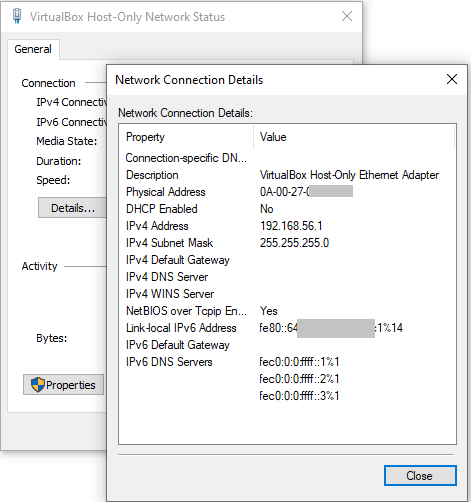 VirtualBox Host-Only Network Status
General
Connection
IPv4 Connectiv
IPv6 Connectiv
Media State:
Duration:
Speed:
Details...
Activity
Bytes:
Properties
Network Connection Details
Network Connection Details:
Property Value
Connection-specific DN...
Description VirtualBox Host-Only Ethernet Adapter
Physical Address 0A-00-27-0
DHCP Enabled No
IPv4 Address 192.168.56.1
IPv4 Subnet Mask 255.255.255.0
IPv4 Default Gateway
IPv4 DNS Server
IPv4 WINS Server
NetBIOS over Tcpip En... Yes
Link-local IPv6 Address fe80::64 :1%14
IPv6 Default Gateway
IPv6 DNS Servers fec0:0:0:ffff::1%1
fec0:0:0:ffff::2%1
fec0:0:0:ffff::3%1
Close